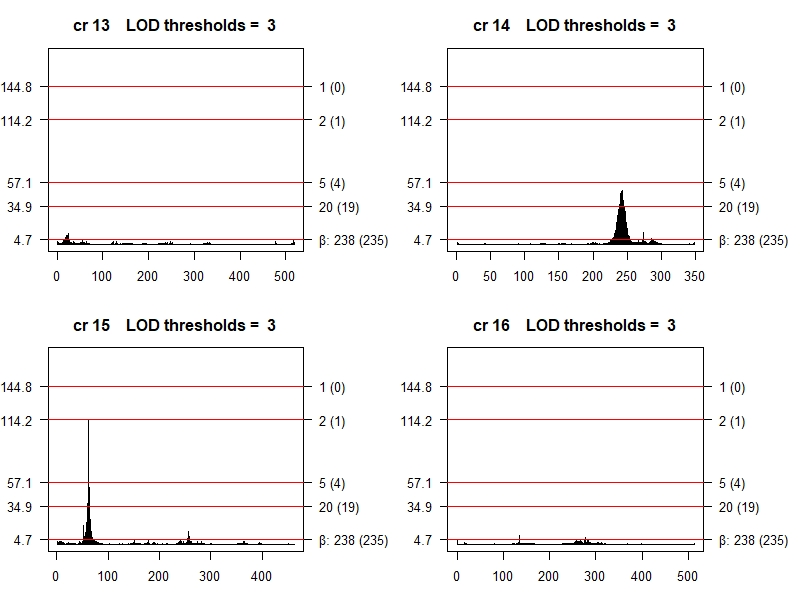 cr 13 LOD thresholds = 3
144.8 1 (0)
114.2 2 (1)
57.1 5 (4)
34.9 20 (19)
4.7 β: 238 (235)
0 100 200 300 400 500
cr 14 LOD thresholds = 3
144.8 1 (0)
114.2 2 (1)
57.1 5 (4)
34.9 20 (19)
4.7 β: 238 (235)
0 50 100 150 200 250 300 350
cr 15 LOD thresholds = 3
144.8 1 (0)
114.2 2 (1)
57.1 5 (4)
34.9 20 (19)
4.7 β: 238 (235)
0 100 200 300 400
cr 16 LOD thresholds = 3
144.8 1 (0)
114.2 2 (1)
57.1 5 (4)
34.9 20 (19)
4.7 β: 238 (235)
0 100 200 300 400 500